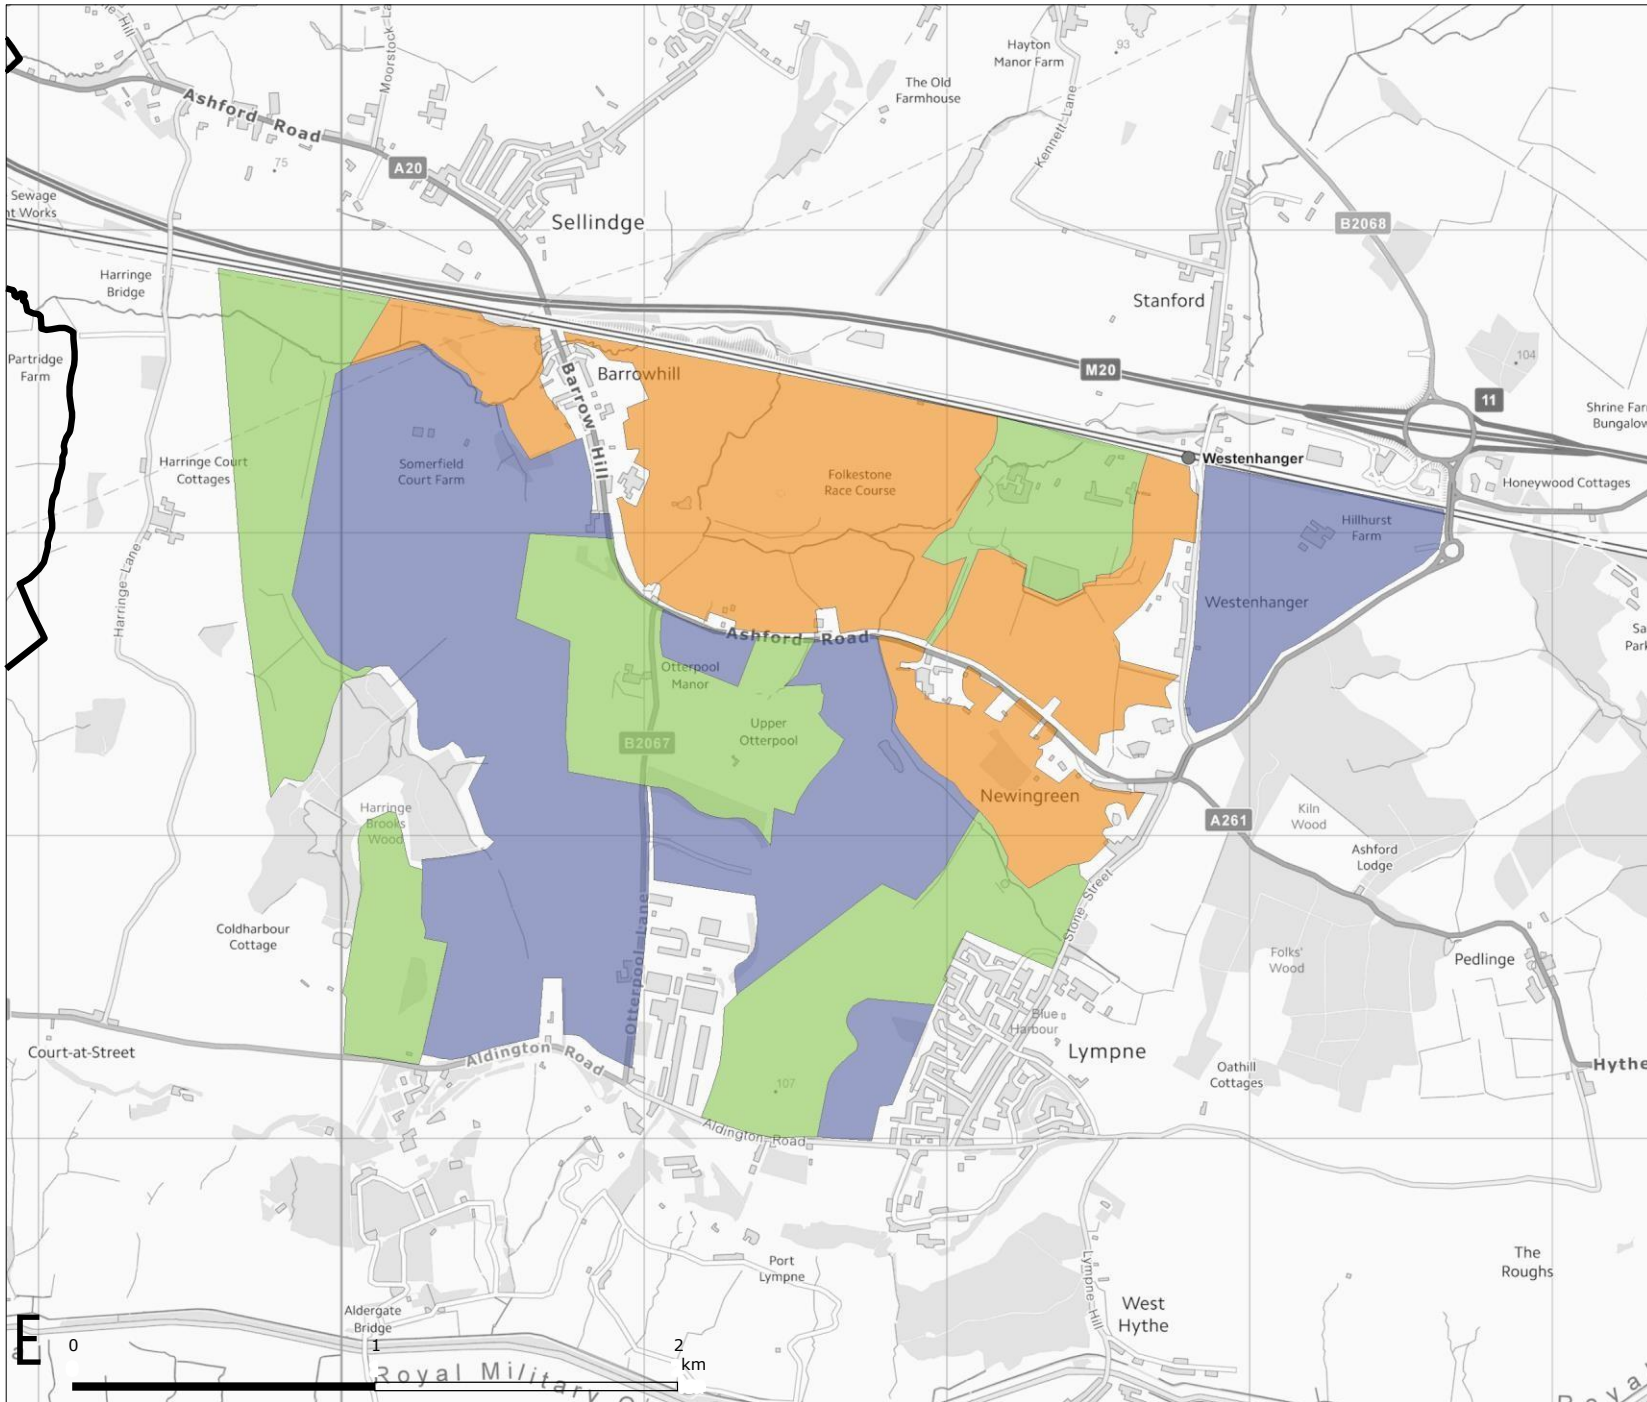 Ashford Road
Moorstock
Hayton
Manor Farm
93
The Old
Farmhouse
75
A20
Kennett Lane
Sewage
nt Works
Sellindge
B2068
Harringe
Bridge
Stanford
Partridge
Farm
104
M20
Barrowhill
Barrow Hill
11
Shrine Far
Bungalow
Harringe Court
Cottages
Somerfield
Court Farm
Folkestone
Race Course
Westenhanger
Honeywood Cottages
Hillhurst
Farm
Harringe Lane
Westenhanger
Sa
Park
Ashford Road
Otterpool
Manor
Upper
Otterpool
B2067
Newingreen
Harringe
Brooks
Wood
A261
Kiln
Wood
Ashford
Lodge
Stone Street
Coldharbour
Cottage
Otterpool Lane
Folks'
Wood
Pedlinge
Blue
Harbour
Court-at-Street
Aldington Road
Lympne
Oathill
Cottages
Hythe
107
Aldington Road
Port
Lympne
The
Roughs
Lympne Hill
Aldergate
Bridge
West
Hythe
E
0 1 2
km
Royal Military C
Roya